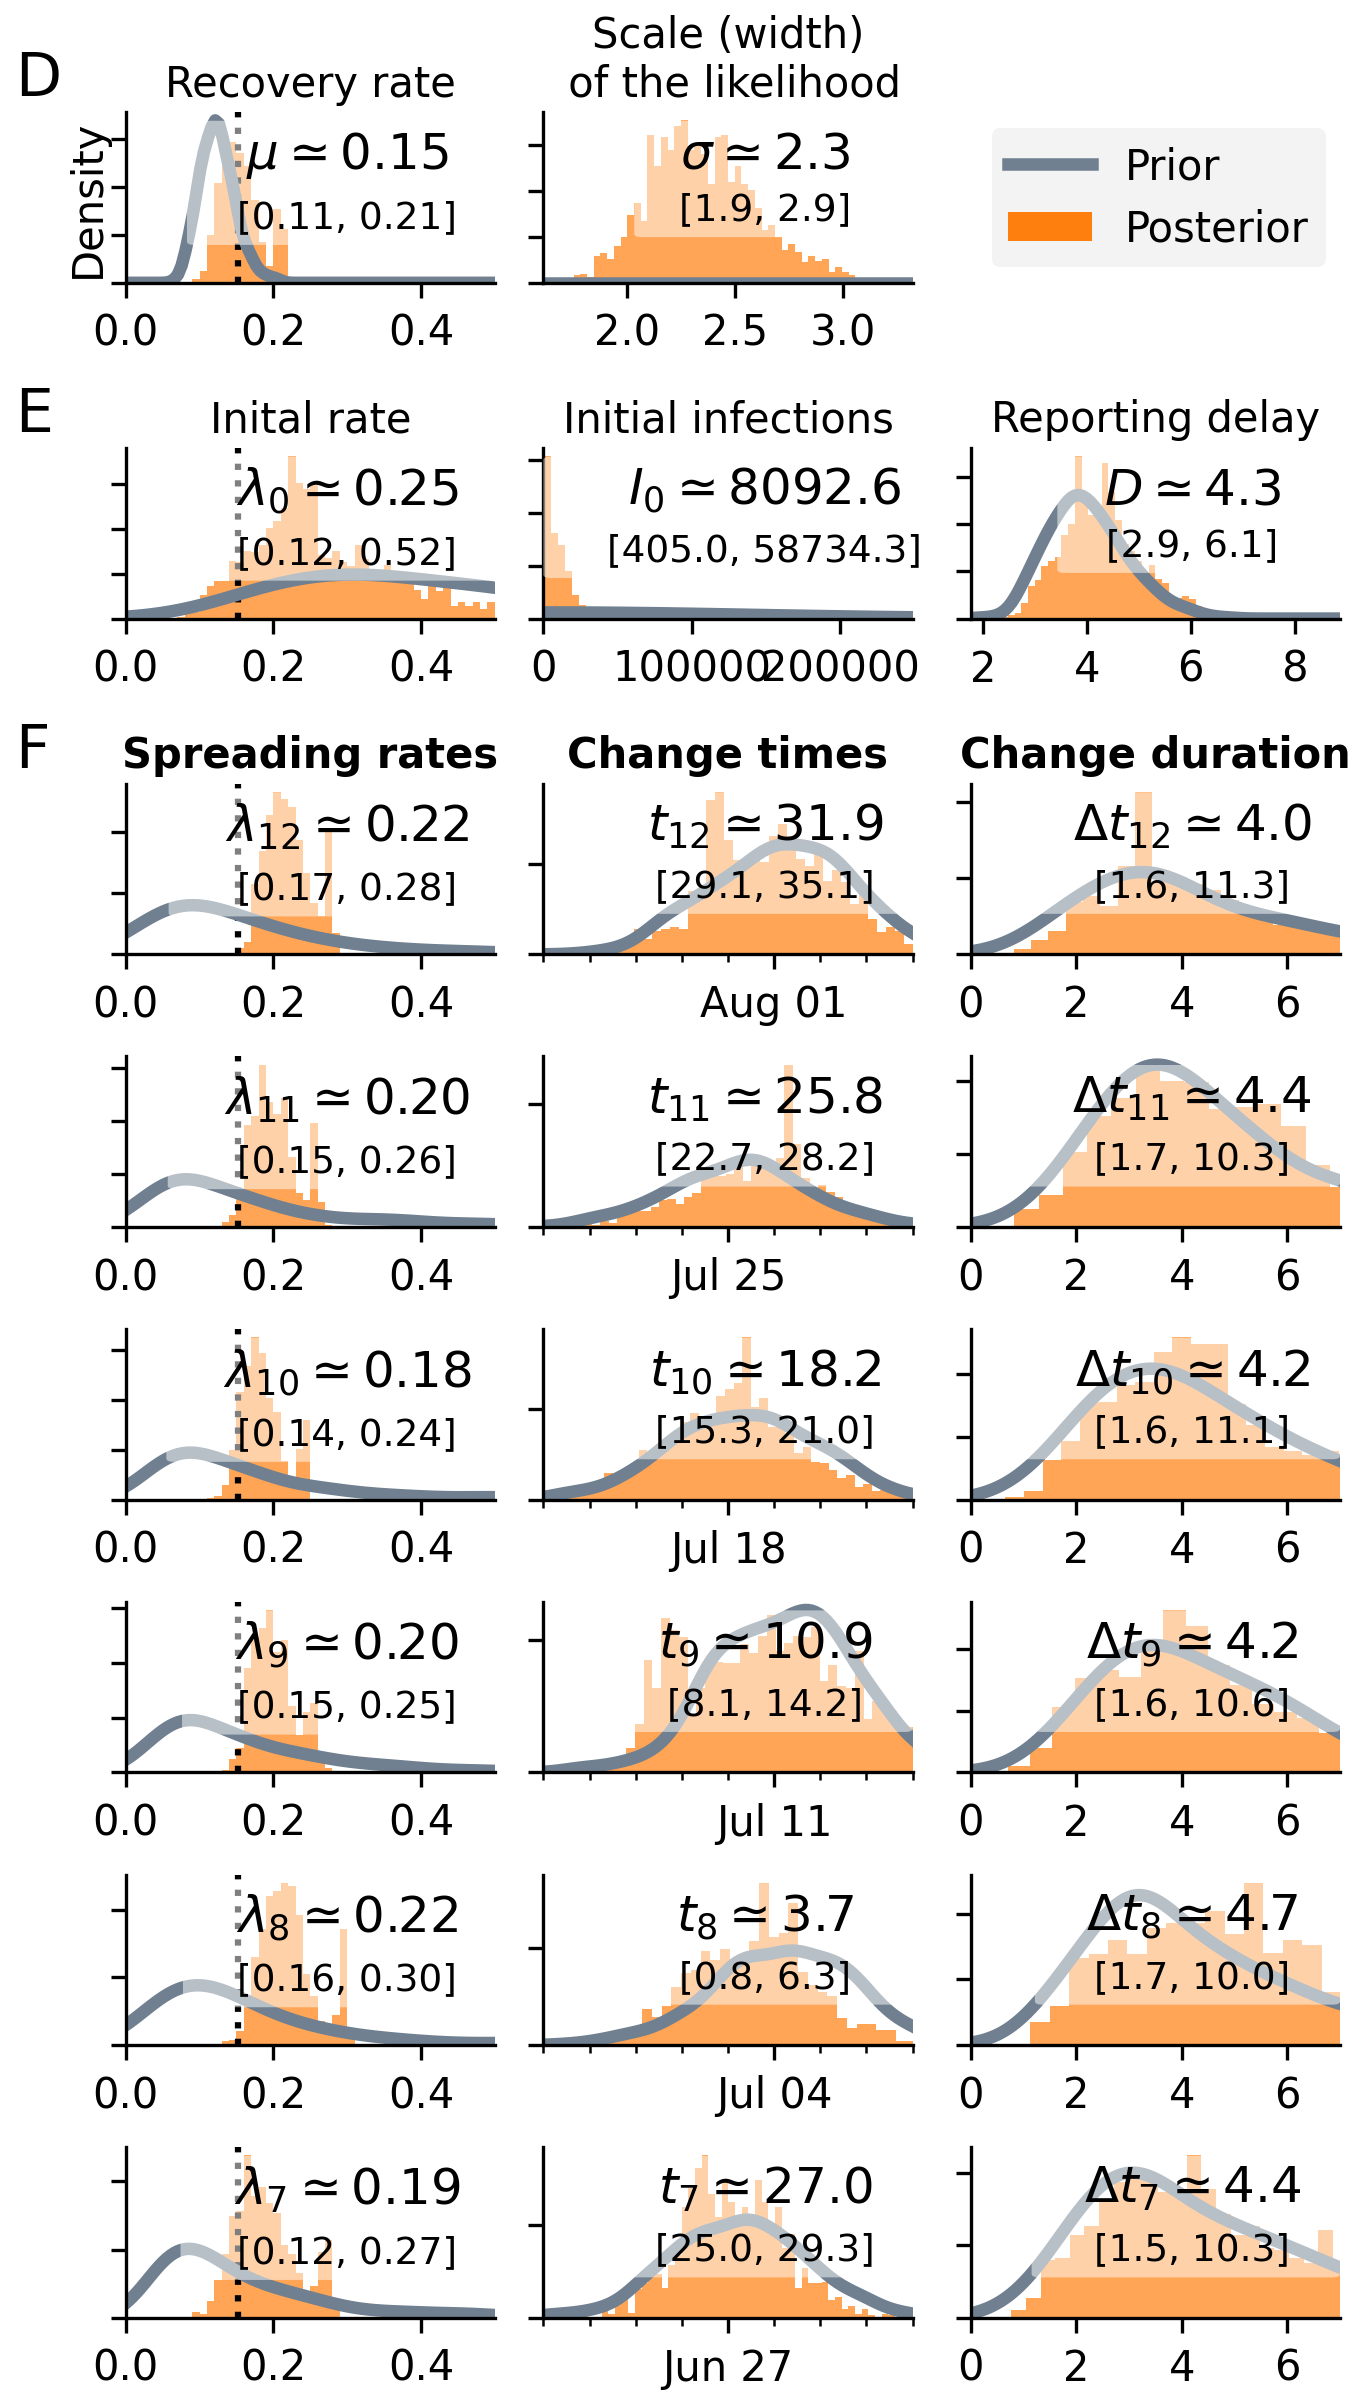 D
Recovery rate
Scale (width)
of the likelihood
Density
μ ≃ 0.15
[0.11, 0.21]
σ ≃ 2.3
[1.9, 2.9]
Prior
Posterior
0.0 0.2 0.4
2.0 2.5 3.0
E
Inital rate
Initial infections
Reporting delay
λ0 ≃ 0.25
[0.12, 0.52]
I0 ≃ 8092.6
[405.0, 58734.3]
D ≃ 4.3
[2.9, 6.1]
0.0 0.2 0.4
0 100000 200000
2 4 6 8
F
Spreading rates
Change times
Change duration
λ12 ≃ 0.22
[0.17, 0.28]
t12 ≃ 31.9
[29.1, 35.1]
Δt12 ≃ 4.0
[1.6, 11.3]
0.0 0.2 0.4
Aug 01
0 2 4 6
λ11 ≃ 0.20
[0.15, 0.26]
t11 ≃ 25.8
[22.7, 28.2]
Δt11 ≃ 4.4
[1.7, 10.3]
0.0 0.2 0.4
Jul 25
0 2 4 6
λ10 ≃ 0.18
[0.14, 0.24]
t10 ≃ 18.2
[15.3, 21.0]
Δt10 ≃ 4.2
[1.6, 11.1]
0.0 0.2 0.4
Jul 18
0 2 4 6
λ9 ≃ 0.20
[0.15, 0.25]
t9 ≃ 10.9
[8.1, 14.2]
Δt9 ≃ 4.2
[1.6, 10.6]
0.0 0.2 0.4
Jul 11
0 2 4 6
λ8 ≃ 0.22
[0.16, 0.30]
t8 ≃ 3.7
[0.8, 6.3]
Δt8 ≃ 4.7
[1.7, 10.0]
0.0 0.2 0.4
Jul 04
0 2 4 6
λ7 ≃ 0.19
[0.12, 0.27]
t7 ≃ 27.0
[25.0, 29.3]
Δt7 ≃ 4.4
[1.5, 10.3]
0.0 0.2 0.4
Jun 27
0 2 4 6